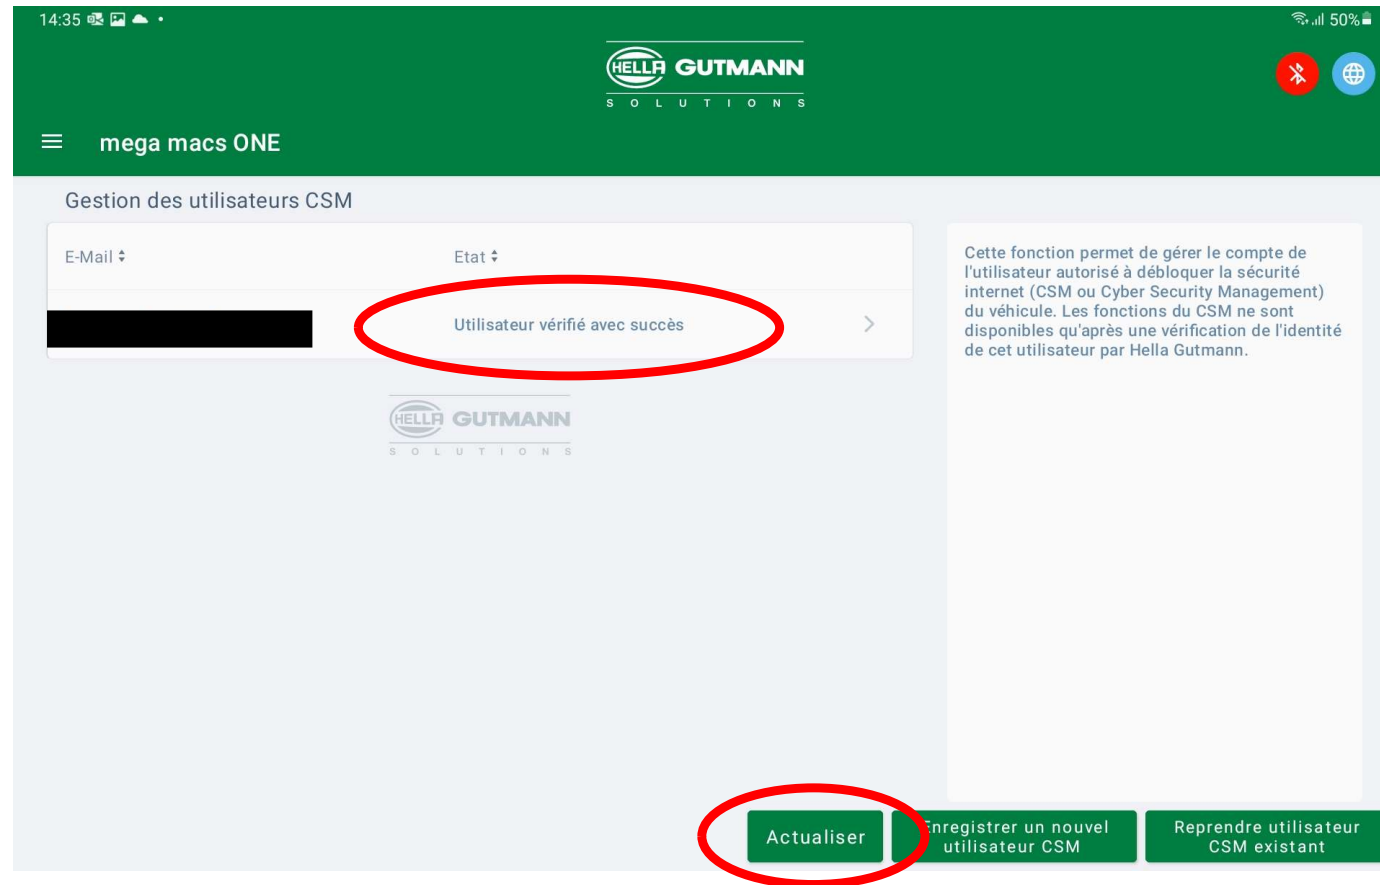 14:35
50%
HELLA GUTMANN
SOLUTIONS
mega macs ONE
Gestion des utilisateurs CSM
E-Mail
Etat
Utilisateur vérifié avec succès
HELLA GUTMANN
SOLUTIONS
Cette fonction permet de gérer le compte de
l'utilisateur autorisé à débloquer la sécurité
internet (CSM ou Cyber Security Management)
du véhicule. Les fonctions du CSM ne sont
disponibles qu'après une vérification de l'identité
de cet utilisateur par Hella Gutmann.
Actualiser
Enregistrer un nouvel
utilisateur CSM
Reprendre utilisateur
CSM existant